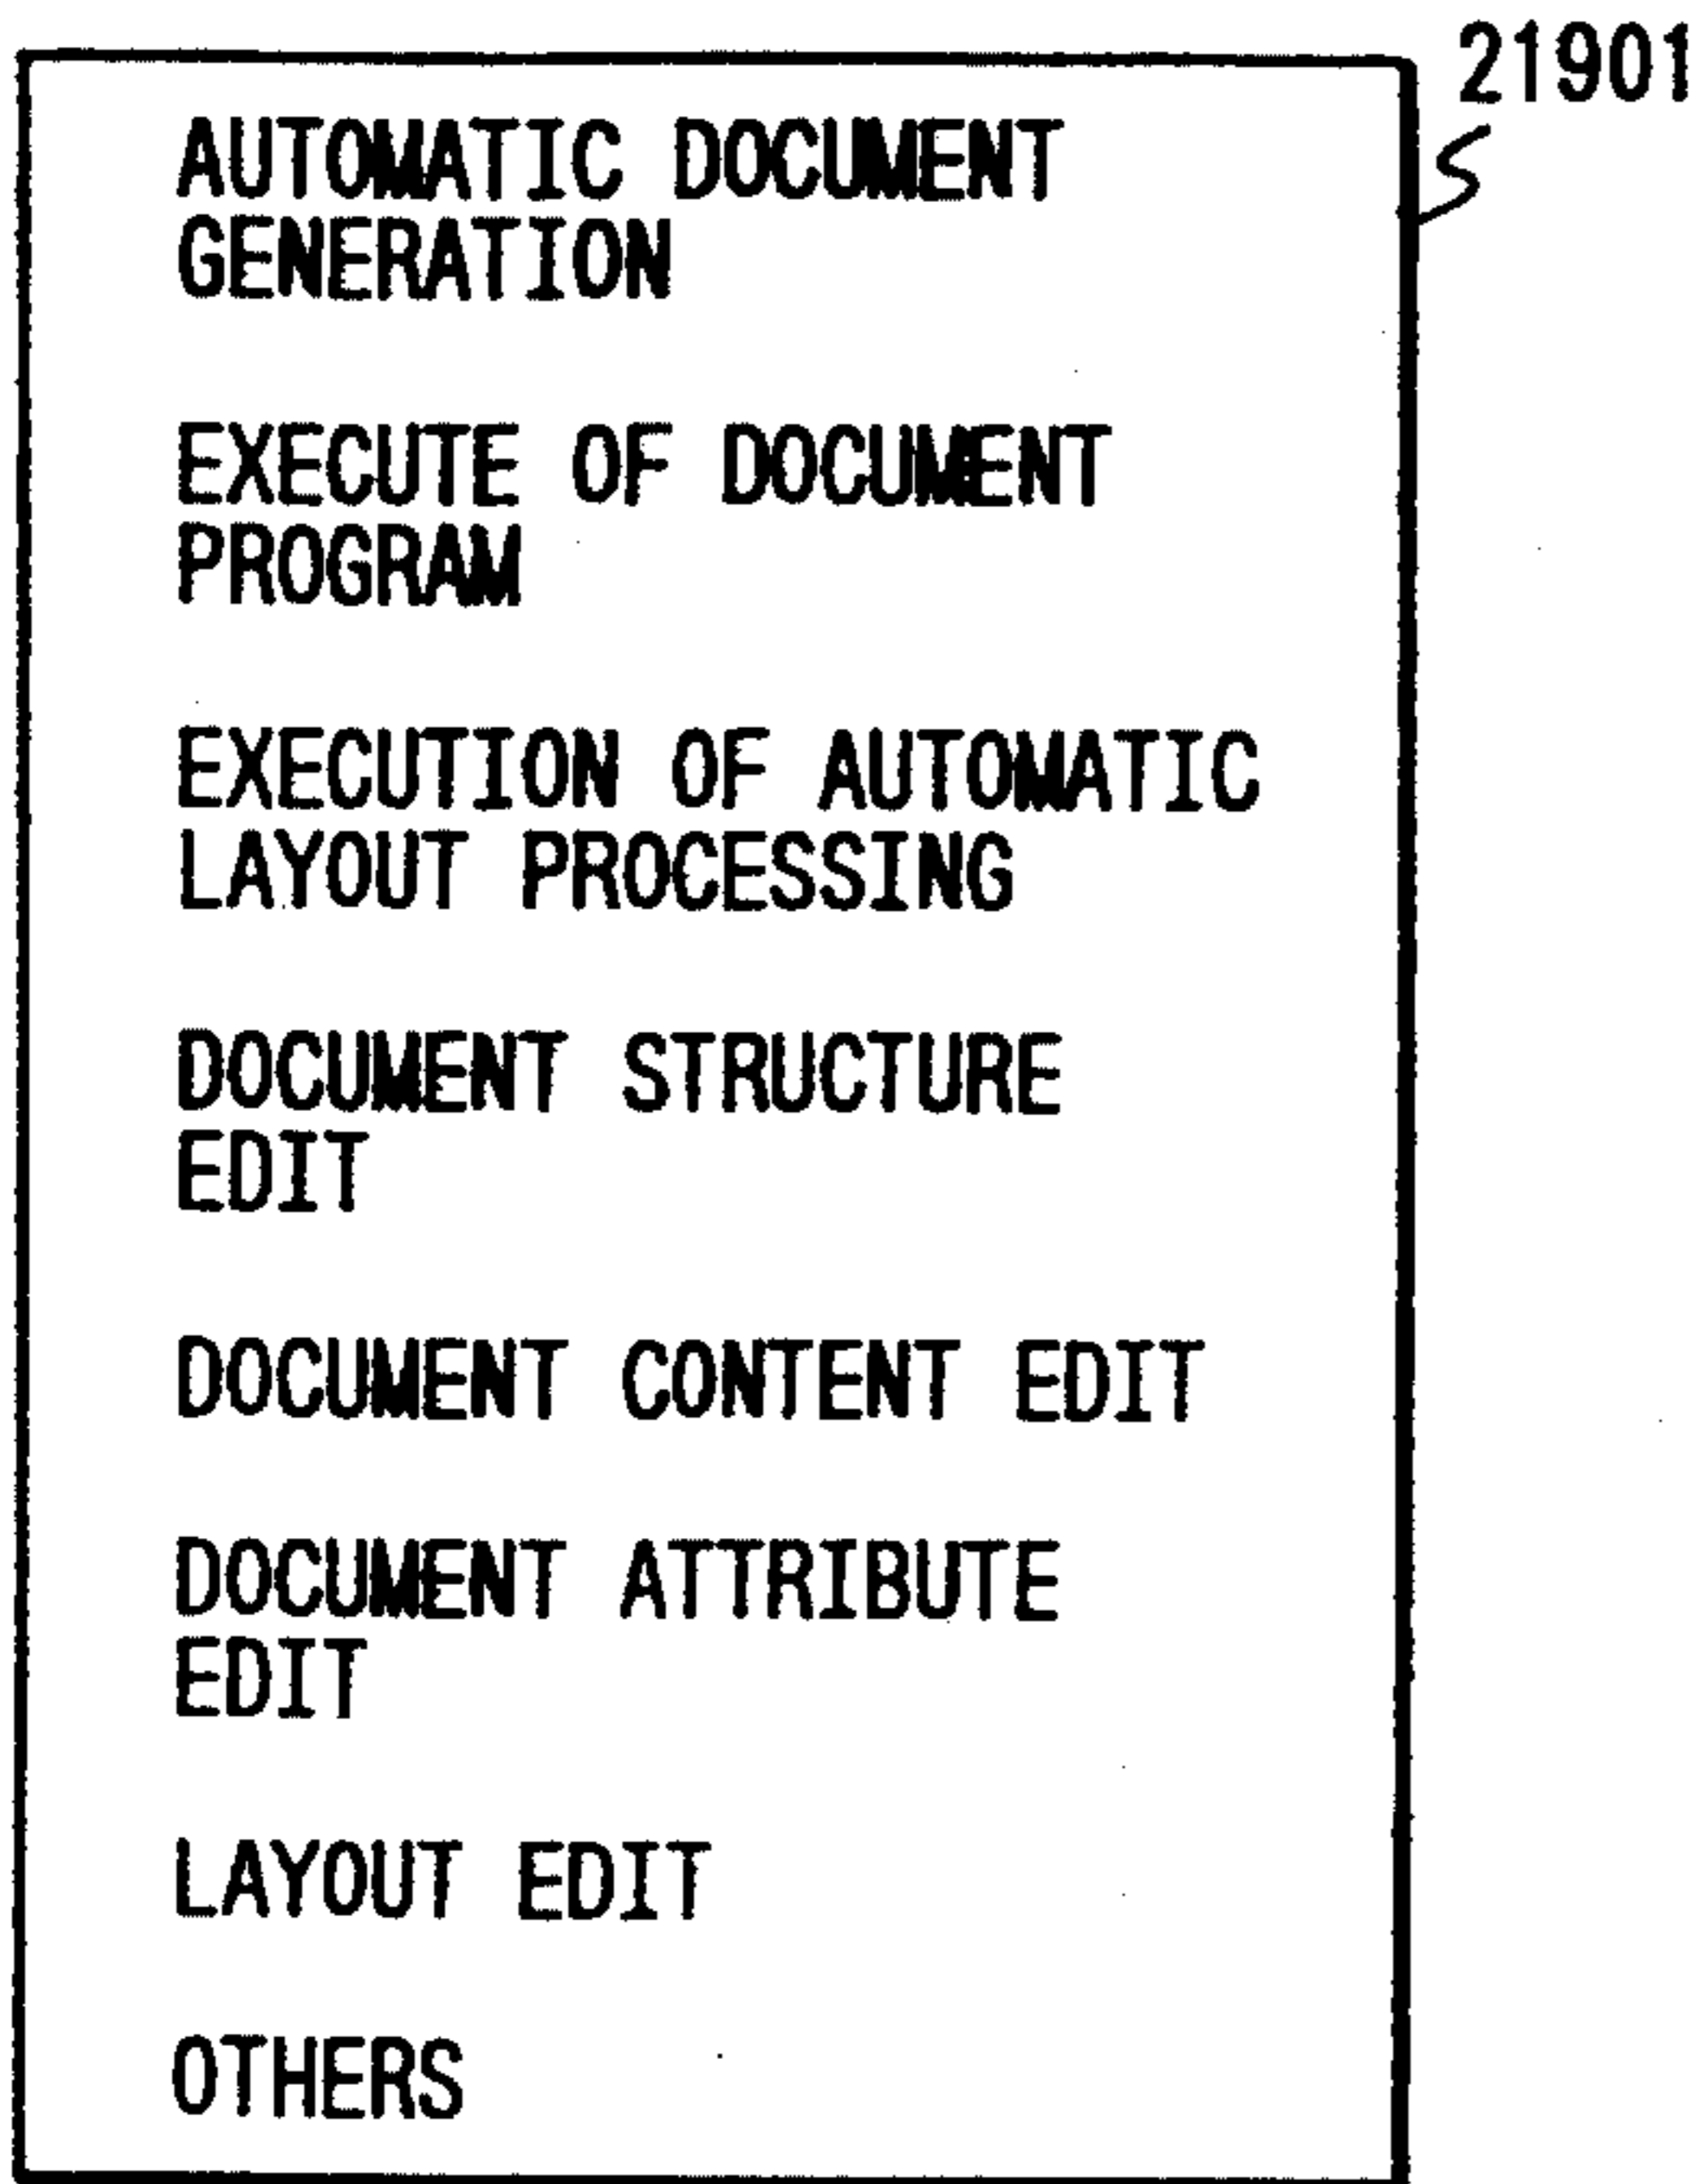 21901
AUTOMATIC DOCUMENT
GENERATION
EXECUTE OF DOCUMENT
PROGRAM
EXECUTION OF AUTOMATIC
LAYOUT PROCESSING
DOCUMENT STRUCTURE
EDIT
DOCUMENT CONTENT EDIT
DOCUMENT ATTRIBUTE
EDIT
LAYOUT EDIT
OTHERS